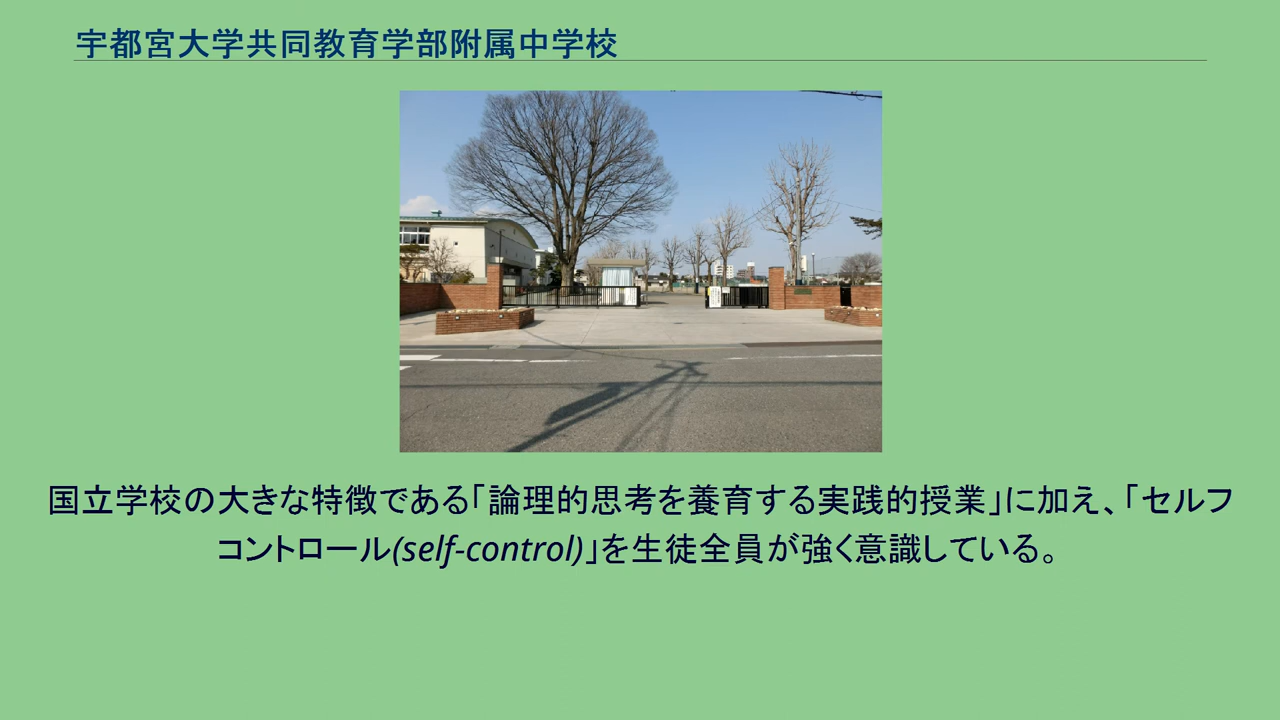 宇都宮大学共同教育学部附属中学校
国立学校の大きな特徴である「論理的思考を養育する実践的授業」に加え、「セルフ
コントロール(self-control)」を生徒全員が強く意識している。